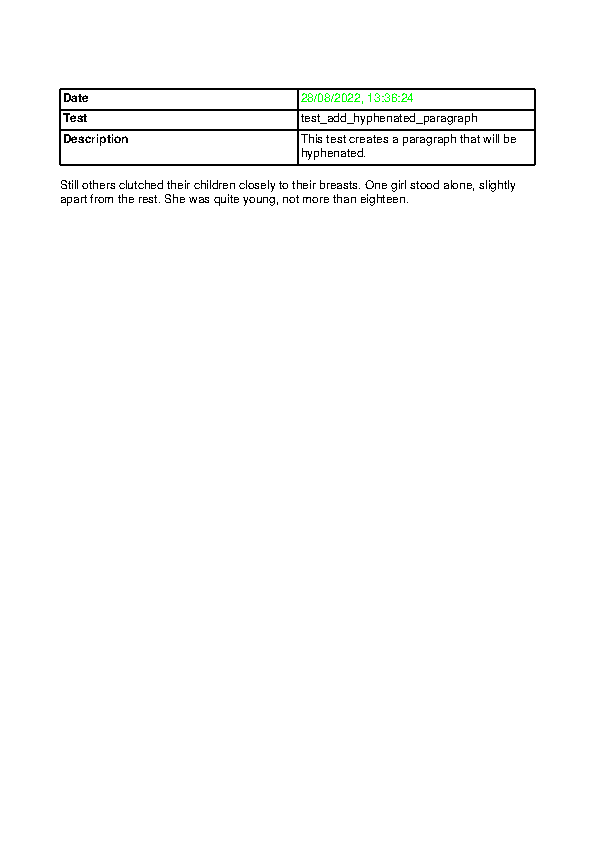 Date 28/08/2022, 13:36:24
Test test_add_hyphenated_paragraph
Description This test creates a paragraph that will be
hyphenated.
Still others clutched their children closely to their breasts. One girl stood alone, slightly
apart from the rest. She was quite young, not more than eighteen.